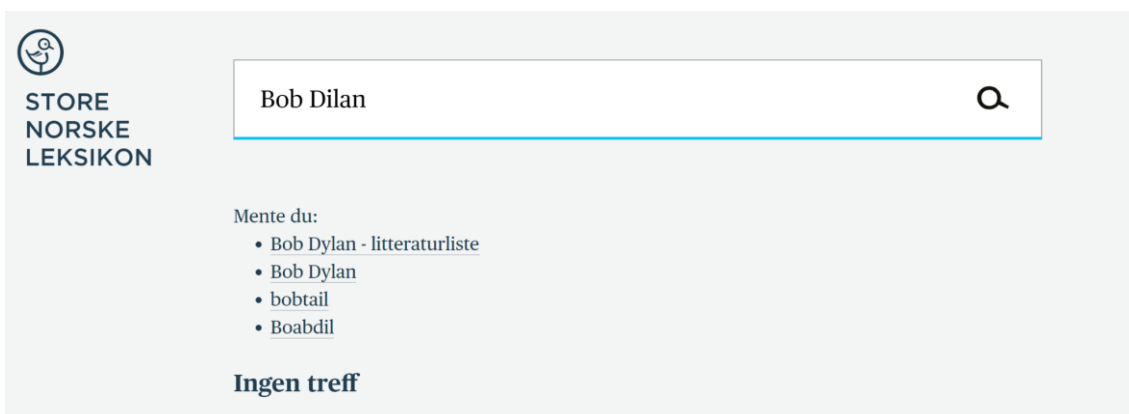 STORE
NORSKE
LEKSIKON
Bob Dilan
Mente du:
• Bob Dylan - litteraturliste
• Bob Dylan
• bobtail
• Boabdil
Ingen treff